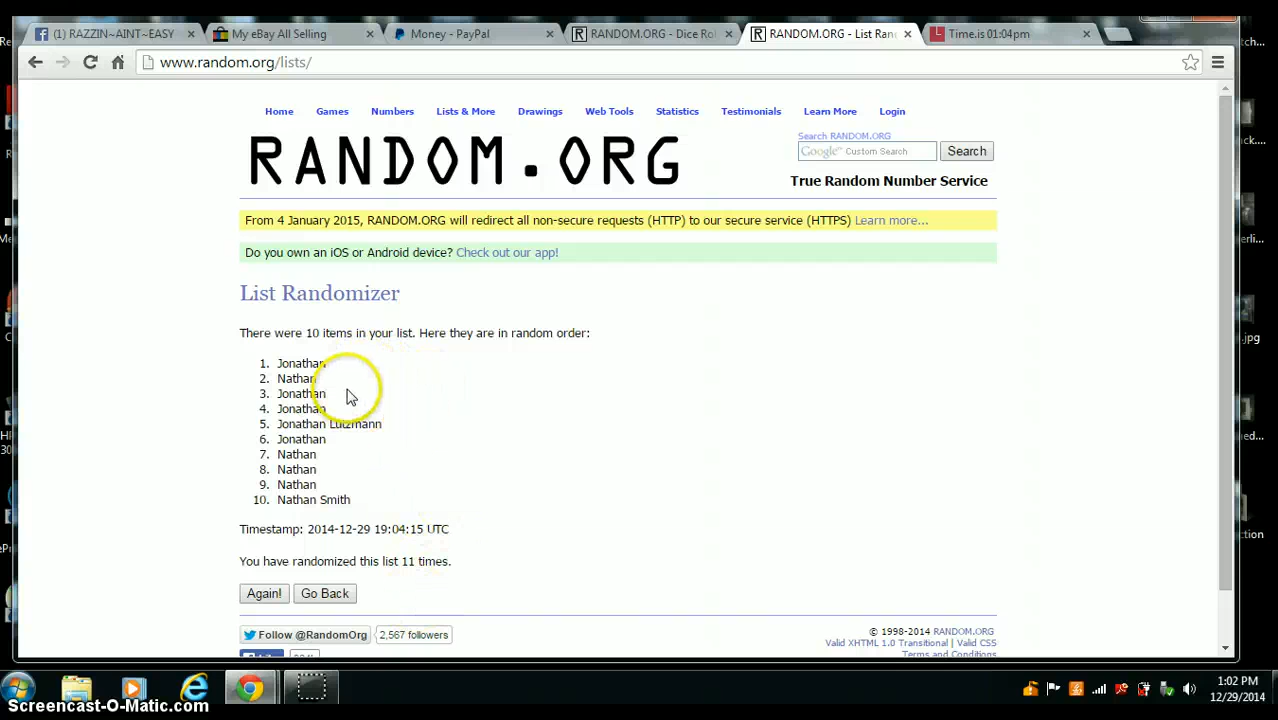 (1) RAZZIN~AINT~EASY
My eBay All Selling
Money - PayPal
RANDOM.ORG - Dice Ro
RANDOM.ORG - List Ran
Time.is 01:04pm
www.random.org/lists/
Home Games Numbers Lists & More Drawings Web Tools Statistics Testimonials Learn More Login
RANDOM.ORG
Search RANDOM.ORG
Google™ Custom Search
Search
True Random Number Service
From 4 January 2015, RANDOM.ORG will redirect all non-secure requests (HTTP) to our secure service (HTTPS) Learn more...
Do you own an iOS or Android device? Check out our app!
List Randomizer
There were 10 items in your list. Here they are in random order:
1. Jonathan
2. Nathan
3. Jonathan
4. Jonathan
5. Jonathan Lutzmann
6. Jonathan
7. Nathan
8. Nathan
9. Nathan
10. Nathan Smith
Timestamp: 2014-12-29 19:04:15 UTC
You have randomized this list 11 times.
Again! Go Back
Follow @RandomOrg
2,567 followers
© 1998-2014 RANDOM.ORG
Valid XHTML 1.0 Transitional | Valid CSS
Terms and Conditions
1:02 PM
12/29/2014
Screencast-O-Matic.com